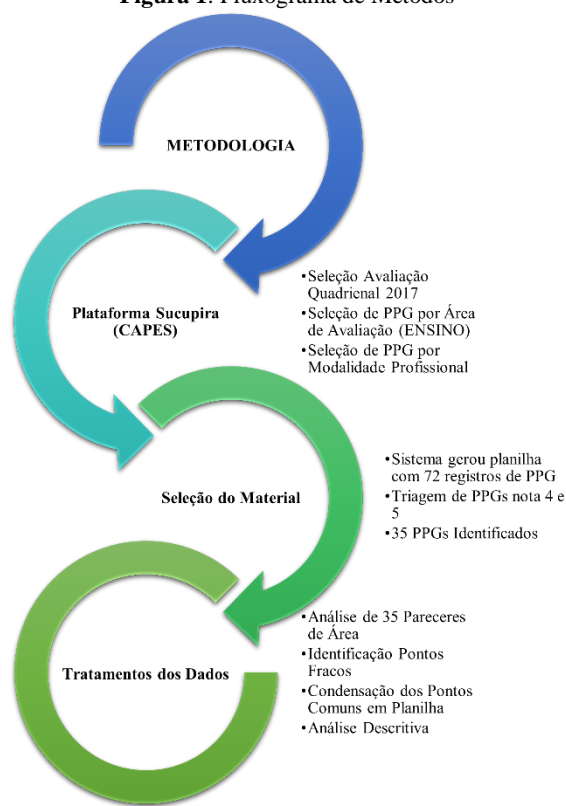 Figura 1. Fluxograma de Métodos
METODOLOGIA
•Seleção Avaliação
Quadrienal 2017
•Seleção de PPG por Área
de Avaliação (ENSINO)
•Seleção de PPG por
Modalidade Profissional
Plataforma Sucupira
(CAPES)
•Sistema gerou planilha
com 72 registros de PPG
•Triagem de PPGs nota 4 e
5
•35 PPGs Identificados
Seleção do Material
•Análise de 35 Pareceres
de Área
•Identificação Pontos
Fracos
•Condensação dos Pontos
Comuns em Planilha
•Análise Descritiva
Tratamentos dos Dados